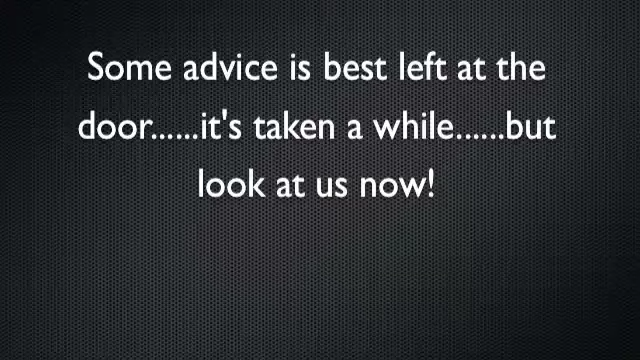 Some advice is best left at the
door......it's taken a while......but
look at us now!